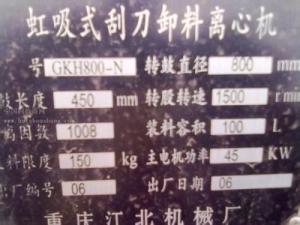 虹吸式刮刀卸料离心机
号 GKH800-N 转鼓直径 800 mm
鼓长度 450 mm 转股转速 1500 r
离因数 1008 装料容积 100 L
料限度 150 kg 主电机功率 45 KW
出厂编号 06 出厂日期 06
重庆江北机械厂